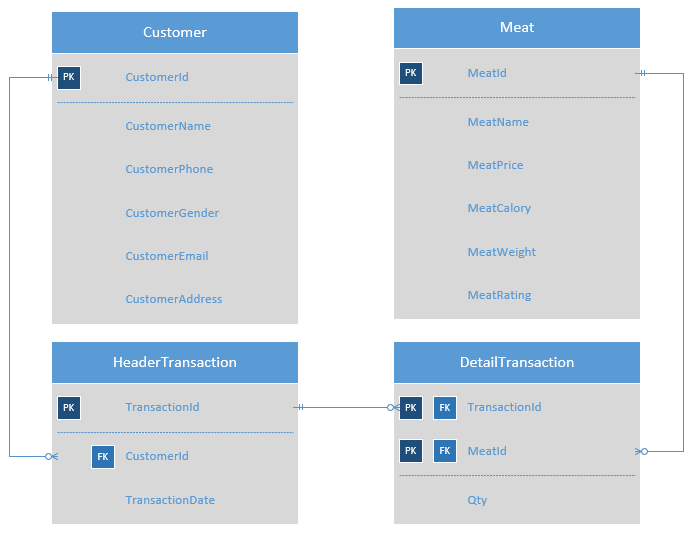 Customer
PK CustomerId
CustomerName
CustomerPhone
CustomerGender
CustomerEmail
CustomerAddress
Meat
PK MeatId
MeatName
MeatPrice
MeatCalory
MeatWeight
MeatRating
HeaderTransaction
PK TransactionId
FK CustomerId
TransactionDate
DetailTransaction
PK FK TransactionId
PK FK MeatId
Qty